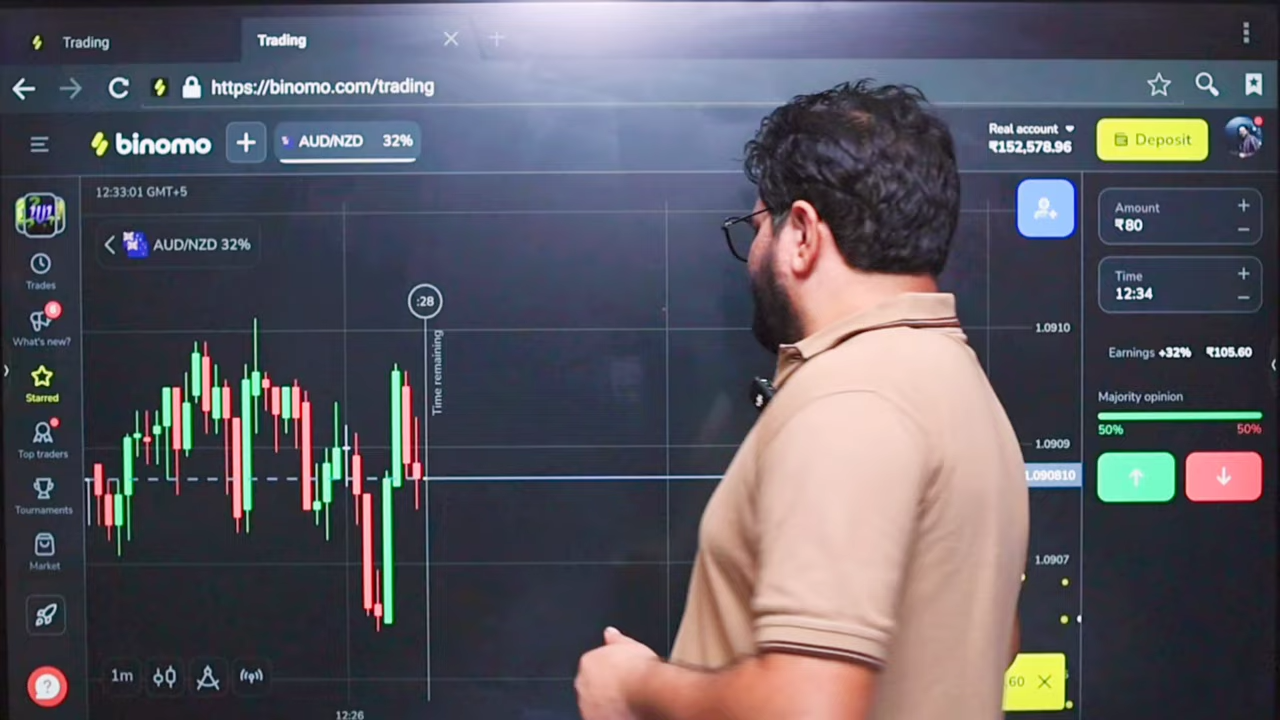 Trading
Trading
https://binomo.com/trading
binomo
AUD/NZD 32%
Real account
₹152,578.96
Deposit
12:33:01 GMT+5
AUD/NZD 32%
Trades
8
What's new?
Starred
Top traders
Tournaments
Market
:28
Time remaining
1.0910
1.0909
1.090810
1.0907
Amount
₹80
Time
12:34
Earnings +32% ₹105.60
Majority opinion
50% 50%
60
1m
12:26